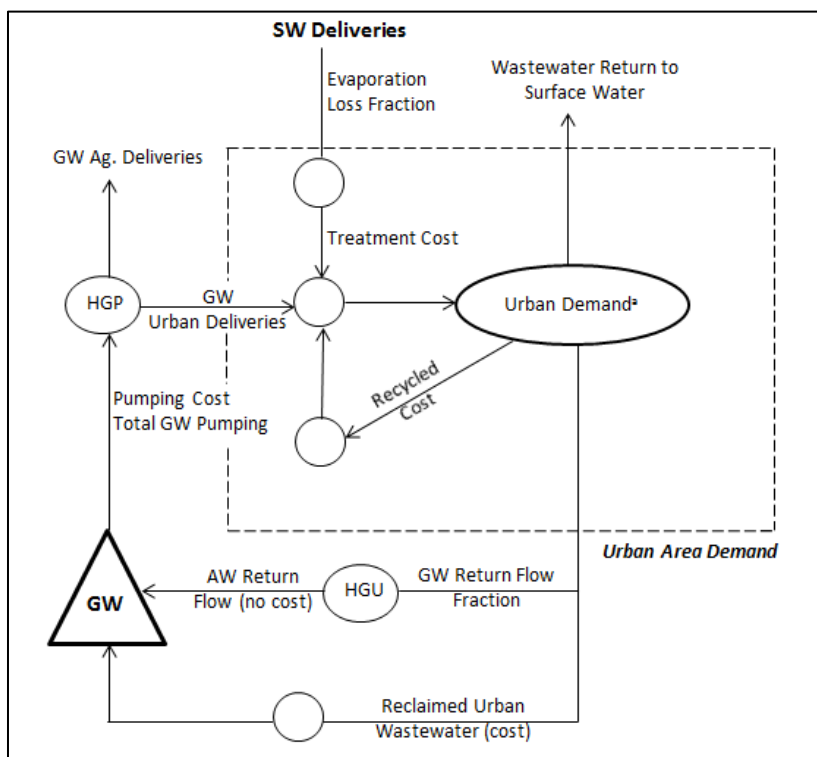 SW Deliveries
Evaporation
Loss Fraction
Wastewater Return to
Surface Water
GW Ag. Deliveries
Treatment Cost
HGP
GW
Urban Deliveries
Urban Demandᵃ
Recycled
Cost
Pumping Cost
Total GW Pumping
Urban Area Demand
GW
AW Return
Flow (no cost)
HGU
GW Return Flow
Fraction
Reclaimed Urban
Wastewater (cost)